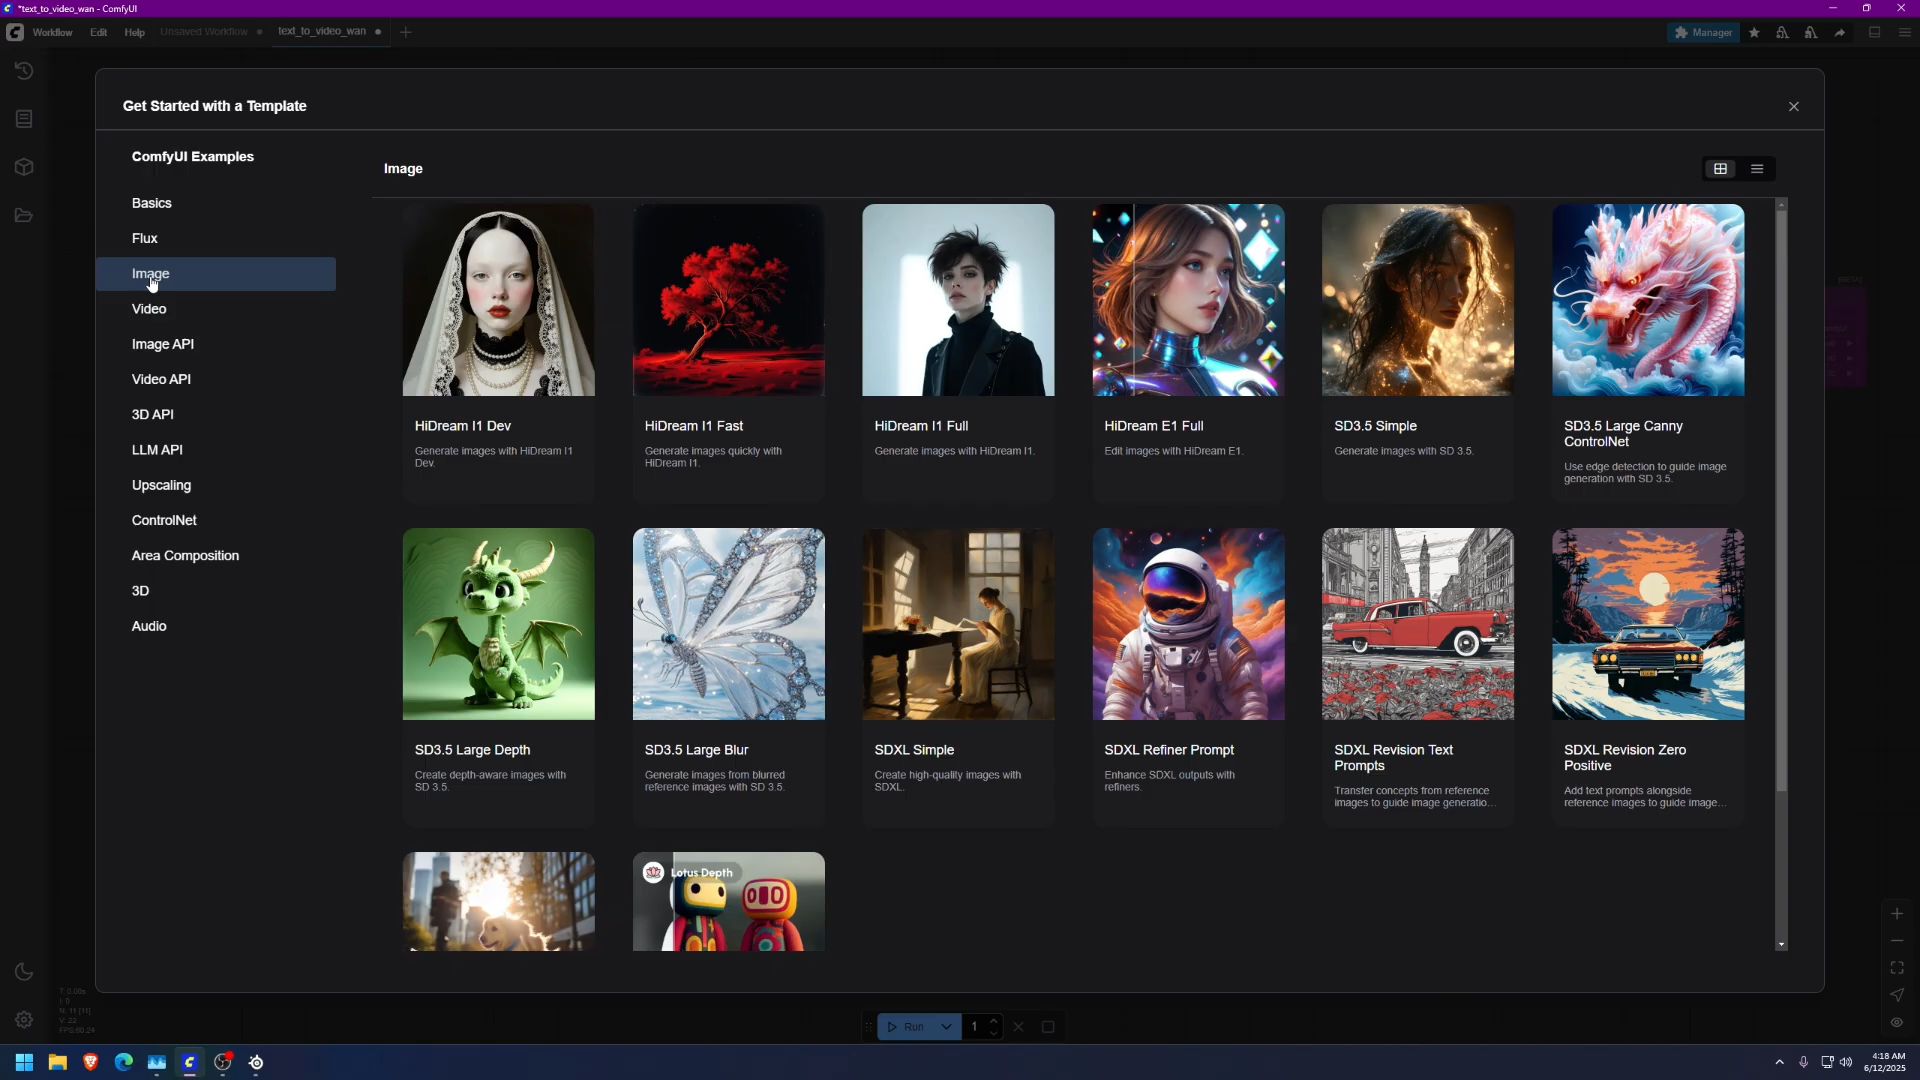 *text_to_video_wan - ComfyUI
Workflow
Edit
Help
Unsaved Workflow
text_to_video_wan
Manager
Get Started with a Template
ComfyUI Examples
Basics
Flux
Image
Video
Image API
Video API
3D API
LLM API
Upscaling
ControlNet
Area Composition
3D
Audio
Image
HiDream I1 Dev
Generate images with HiDream I1
Dev.
HiDream I1 Fast
Generate images quickly with
HiDream I1.
HiDream I1 Full
Generate images with HiDream I1.
HiDream E1 Full
Edit images with HiDream E1.
SD3.5 Simple
Generate images with SD 3.5.
SD3.5 Large Canny
ControlNet
Use edge detection to guide image
generation with SD 3.5.
SD3.5 Large Depth
Create depth-aware images with
SD 3.5.
SD3.5 Large Blur
Generate images from blurred
reference images with SD 3.5.
SDXL Simple
Create high-quality images with
SDXL.
SDXL Refiner Prompt
Enhance SDXL outputs with
refiners.
SDXL Revision Text
Prompts
Transfer concepts from reference
images to guide image generatio...
SDXL Revision Zero
Positive
Add text prompts alongside
reference images to guide image...
Lotus Depth
T: 0.00s
I: 0
N: 11 [11]
V: 22
FPS:60.24
Run
1
4:18 AM
6/12/2025